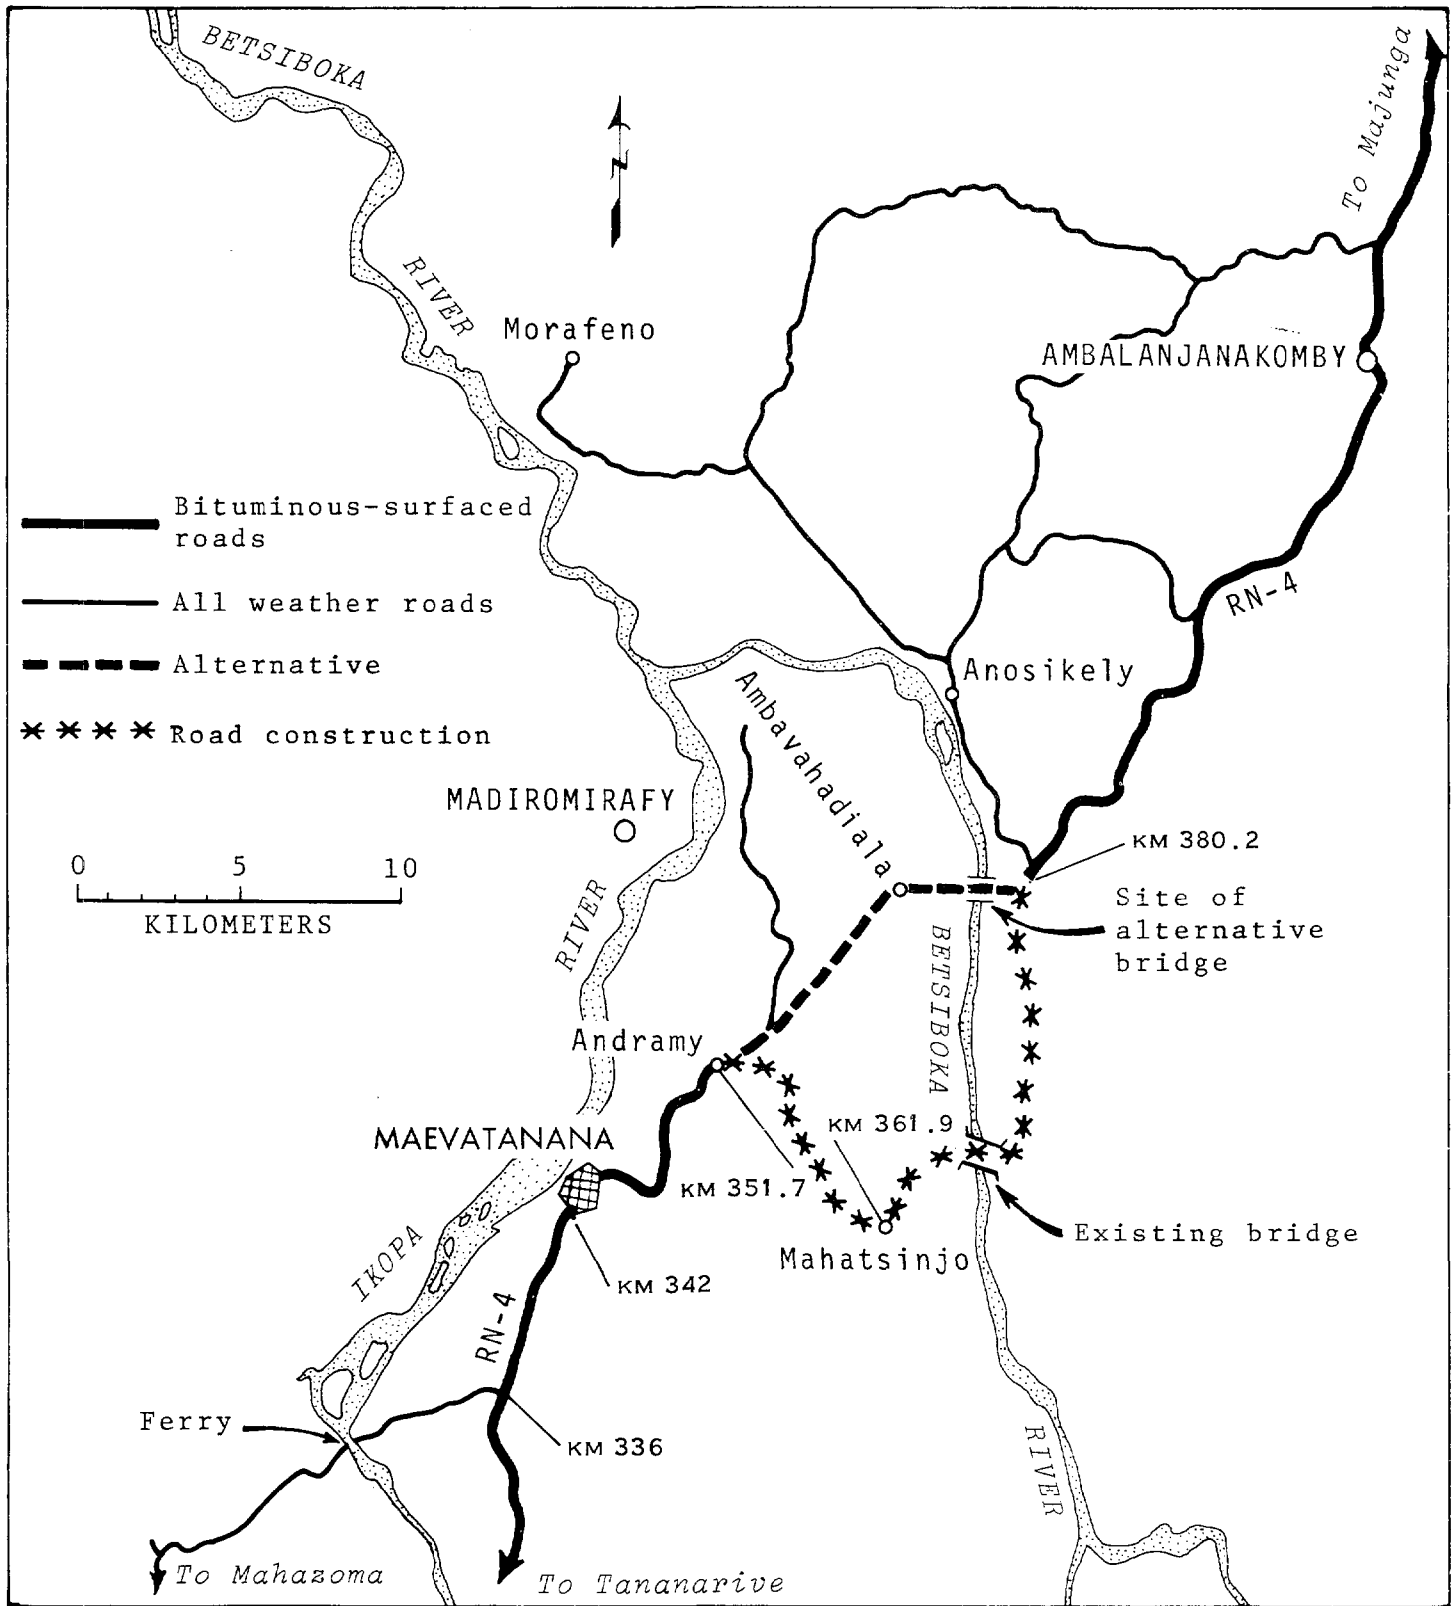 BETSIBOKA
To Majunga
N
RIVER
Morafeno
AMBALANJANAKOMBY
Bituminous-surfaced
roads
All weather roads
Alternative
Road construction
RN-4
Anosikely
Ambavahadiala
MADIROMIRAFY
KM 380.2
0 5 10
KILOMETERS
Site of
alternative
bridge
RIVER
BETSIBOKA
Andramy
MAEVATANANA
KM 361.9
KM 351.7
Existing bridge
Mahatsinjo
IKOPA
KM 342
RN-4
Ferry
KM 336
RIVER
To Mahazoma
To Tananarive